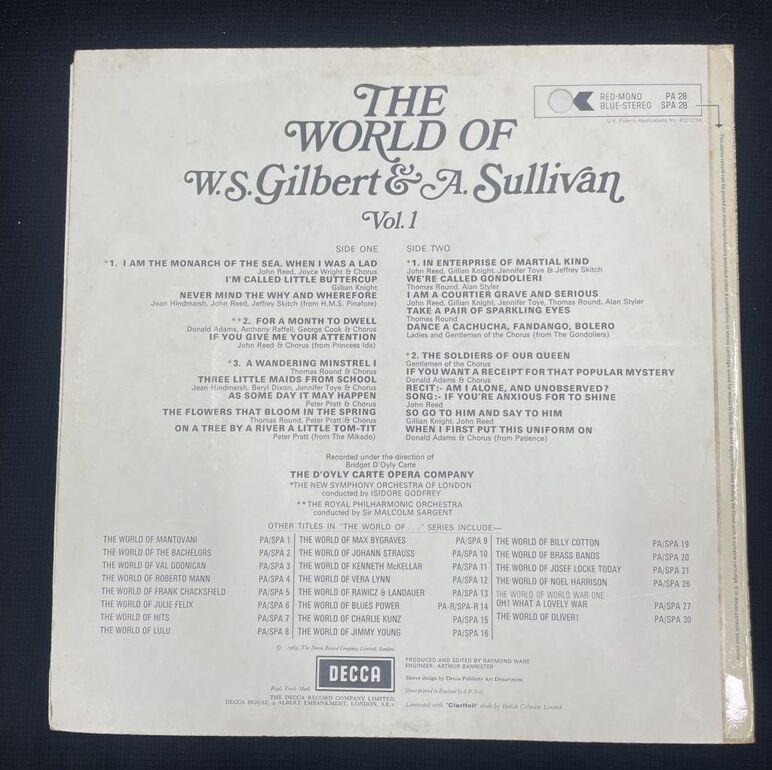 THE
WORLD OF
W.S. Gilbert & A. Sullivan
Vol. 1
RED-MONO PA 28
BLUE-STEREO SPA 28
U.K. Patents Applications No. 43212/68
SIDE ONE
*1. I AM THE MONARCH OF THE SEA, WHEN I WAS A LAD
John Reed, Joyce Wright & Chorus
I'M CALLED LITTLE BUTTERCUP
Gillian Knight
NEVER MIND THE WHY AND WHEREFORE
Jean Hindmarsh, John Reed, Jeffrey Skitch (from H.M.S. Pinafore)
**2. FOR A MONTH TO DWELL
Donald Adams, Anthony Raffell, George Cook & Chorus
IF YOU GIVE ME YOUR ATTENTION
John Reed & Chorus (from Princess Ida)
*3. A WANDERING MINSTREL I
Thomas Round & Chorus
THREE LITTLE MAIDS FROM SCHOOL
Jean Hindmarsh, Beryl Dixon, Jennifer Toye & Chorus
AS SOME DAY IT MAY HAPPEN
Peter Pratt & Chorus
THE FLOWERS THAT BLOOM IN THE SPRING
Thomas Round, Peter Pratt & Chorus
ON A TREE BY A RIVER A LITTLE TOM-TIT
Peter Pratt (from The Mikado)
SIDE TWO
*1. IN ENTERPRISE OF MARTIAL KIND
John Reed, Gillian Knight, Jennifer Toye & Jeffrey Skitch
WE'RE CALLED GONDOLIERI
Thomas Round, Alan Styler
I AM A COURTIER GRAVE AND SERIOUS
John Reed, Gillian Knight, Jennifer Toye, Thomas Round, Alan Styler
TAKE A PAIR OF SPARKLING EYES
Thomas Round
DANCE A CACHUCHA, FANDANGO, BOLERO
Ladies and Gentlemen of the Chorus (from The Gondoliers)
*2. THE SOLDIERS OF OUR QUEEN
Gentlemen of the Chorus
IF YOU WANT A RECEIPT FOR THAT POPULAR MYSTERY
Donald Adams & Chorus
RECIT:- AM I ALONE, AND UNOBSERVED?
SONG:- IF YOU'RE ANXIOUS FOR TO SHINE
John Reed
SO GO TO HIM AND SAY TO HIM
Gillian Knight, John Reed
WHEN I FIRST PUT THIS UNIFORM ON
Donald Adams & Chorus (from Patience)
Recorded under the direction of
Bridget D'Oyly Carte
THE D'OYLY CARTE OPERA COMPANY
*THE NEW SYMPHONY ORCHESTRA OF LONDON
conducted by ISIDORE GODFREY
**THE ROYAL PHILHARMONIC ORCHESTRA
conducted by Sir MALCOLM SARGENT
OTHER TITLES IN "THE WORLD OF . . ." SERIES INCLUDE:—
THE WORLD OF MANTOVANI PA/SPA 1
THE WORLD OF THE BACHELORS PA/SPA 2
THE WORLD OF VAL DOONICAN PA/SPA 3
THE WORLD OF ROBERTO MANN PA/SPA 4
THE WORLD OF FRANK CHACKSFIELD PA/SPA 5
THE WORLD OF JULIE FELIX PA/SPA 6
THE WORLD OF HITS PA/SPA 7
THE WORLD OF LULU PA/SPA 8
THE WORLD OF MAX BYGRAVES PA/SPA 9
THE WORLD OF JOHANN STRAUSS PA/SPA 10
THE WORLD OF KENNETH McKELLAR PA/SPA 11
THE WORLD OF VERA LYNN PA/SPA 12
THE WORLD OF RAWICZ & LANDAUER PA/SPA 13
THE WORLD OF BLUES POWER PA-R/SPA-R 14
THE WORLD OF CHARLIE KUNZ PA/SPA 15
THE WORLD OF JIMMY YOUNG PA/SPA 16
THE WORLD OF BILLY COTTON PA/SPA 19
THE WORLD OF BRASS BANDS PA/SPA 20
THE WORLD OF JOSEF LOCKE TODAY PA/SPA 21
THE WORLD OF NOEL HARRISON PA/SPA 26
THE WORLD OF WORLD WAR ONE
OH! WHAT A LOVELY WAR PA/SPA 27
THE WORLD OF OLIVER! PA/SPA 30
The Decca Record Company Limited, London.
DECCA
Regd. Trade Mark
THE DECCA RECORD COMPANY LIMITED,
DECCA HOUSE, 9 ALBERT EMBANKMENT, LONDON, S.E.1.
PRODUCED AND EDITED BY RAYMOND WARE
ENGINEER: ARTHUR BANNISTER
Sleeve design by Decca Publicity Art Department
Sleeve printed in England by
Laminated with "Clarifoil" made by British Celanese Limited